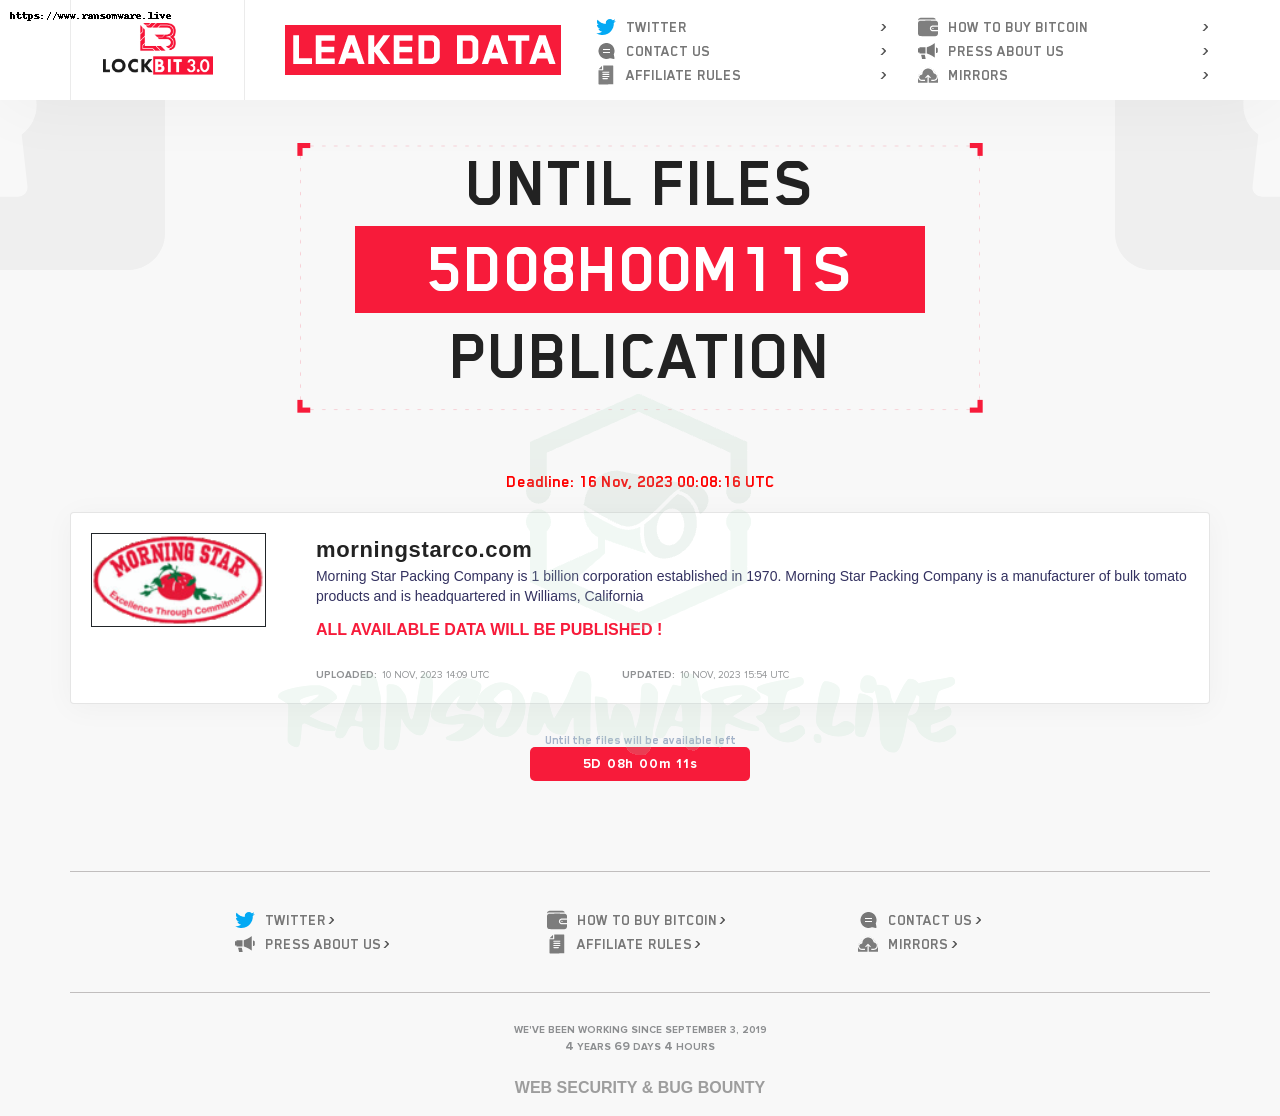 https://www.ransomware.live
LOCKBIT 3.0
LEAKED DATA
TWITTER
CONTACT US
AFFILIATE RULES
HOW TO BUY BITCOIN
PRESS ABOUT US
MIRRORS
UNTIL FILES
5D08H00M11S
PUBLICATION
Deadline: 16 Nov, 2023 00:08:16 UTC
MORNING STAR
Excellence Through Commitment
morningstarco.com
Morning Star Packing Company is 1 billion corporation established in 1970. Morning Star Packing Company is a manufacturer of bulk tomato
products and is headquartered in Williams, California
ALL AVAILABLE DATA WILL BE PUBLISHED !
UPLOADED: 10 NOV, 2023 14:09 UTC
UPDATED: 10 NOV, 2023 15:54 UTC
RANSOMWARE.LIVE
Until the files will be available left
5D 08h 00m 11s
TWITTER
HOW TO BUY BITCOIN
CONTACT US
PRESS ABOUT US
AFFILIATE RULES
MIRRORS
WE'VE BEEN WORKING SINCE SEPTEMBER 3, 2019
4 YEARS 69 DAYS 4 HOURS
WEB SECURITY & BUG BOUNTY